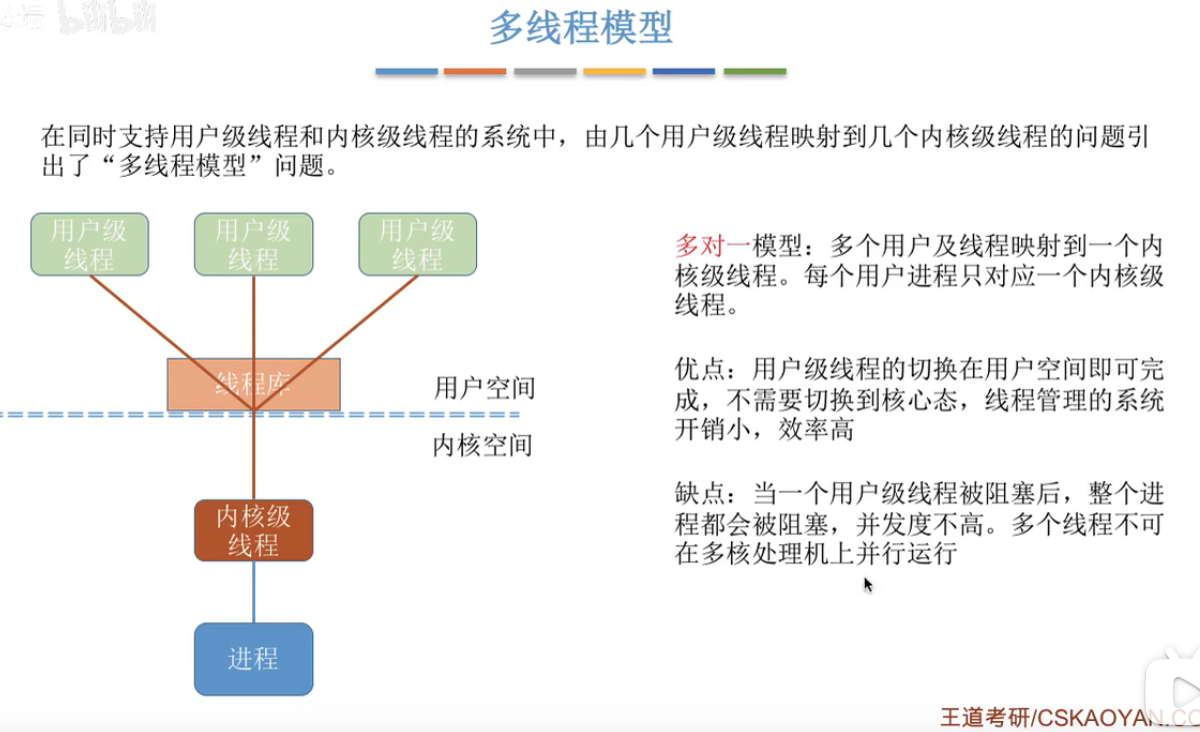 bilibili
多线程模型
在同时支持用户级线程和内核级线程的系统中，由几个用户级线程映射到几个内核级线程的问题引
出了“多线程模型”问题。
用户级
线程
用户级
线程
用户级
线程
线程库
用户空间
内核空间
内核级
线程
进程
多对一模型：多个用户及线程映射到一个内
核级线程。每个用户进程只对应一个内核级
线程。
优点：用户级线程的切换在用户空间即可完
成，不需要切换到核心态，线程管理的系统
开销小，效率高
缺点：当一个用户级线程被阻塞后，整个进
程都会被阻塞，并发度不高。多个线程不可
在多核处理机上并行运行
王道考研/CSKAOYAN.CO